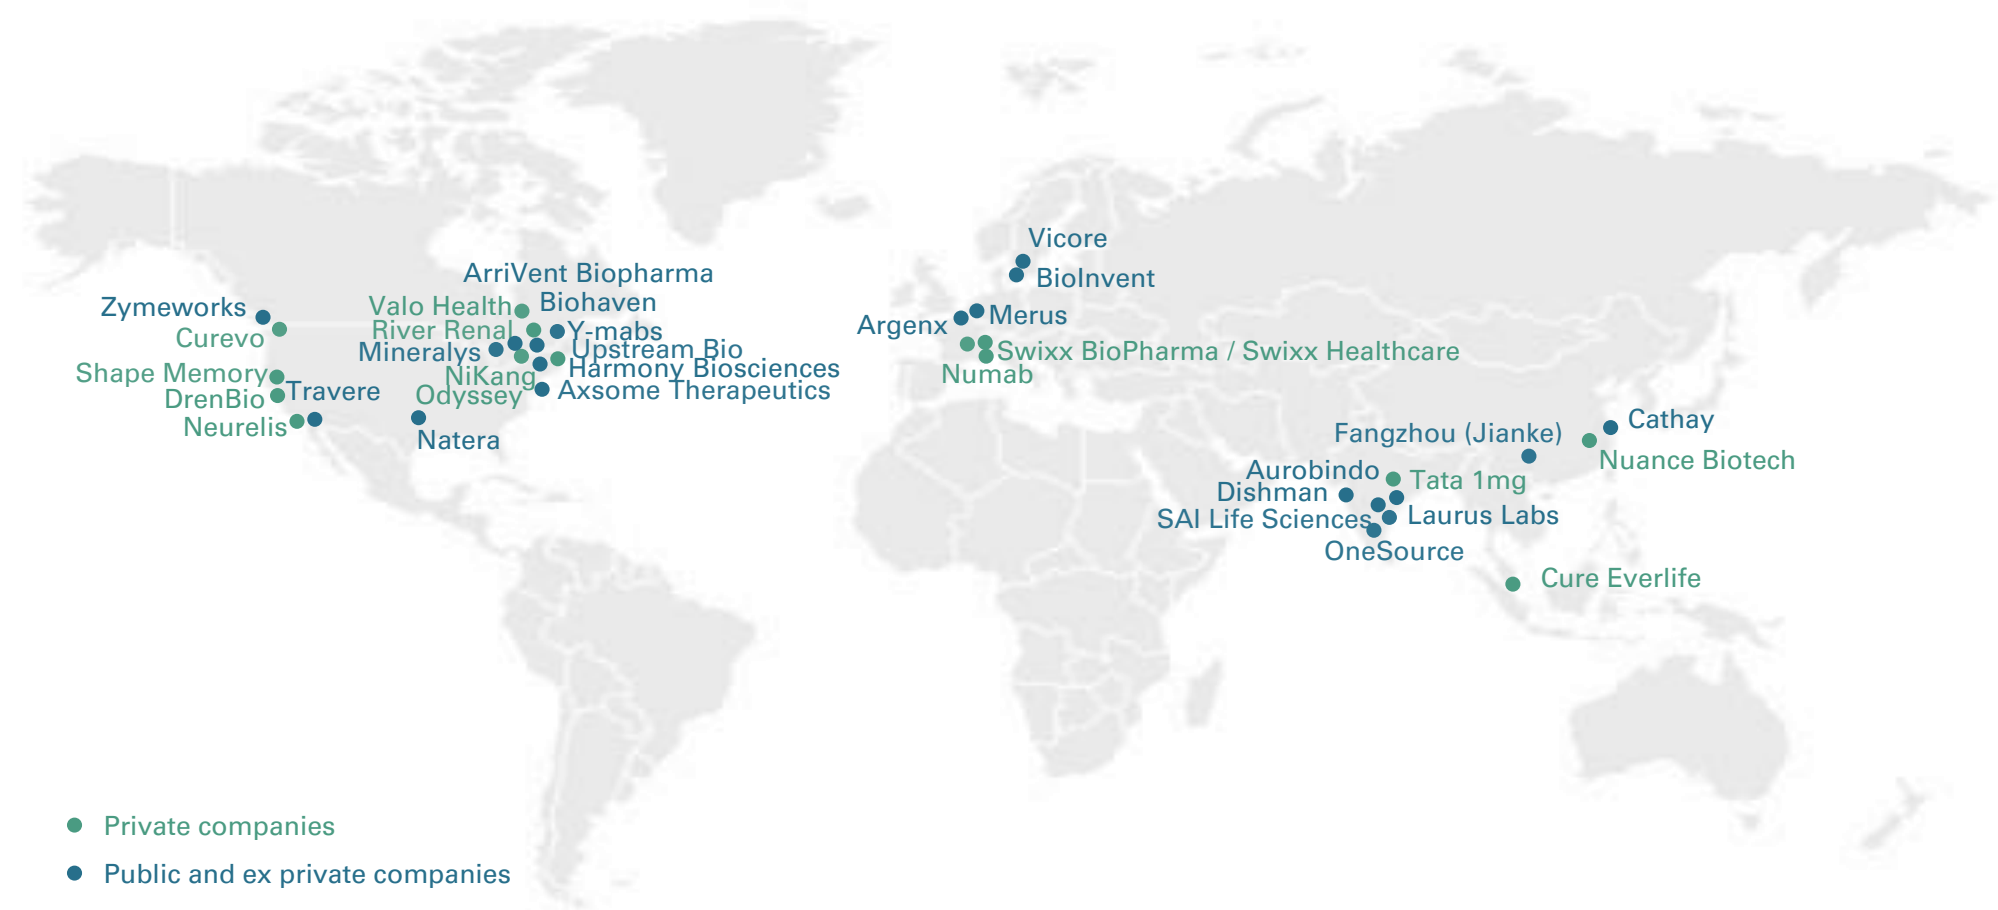 Vicore
ArriVent Biopharma
BioInvent
Zymeworks
Valo Health
Biohaven
Curevo
River Renal
Y-mabs
Argenx
Merus
Mineralys
Upstream Bio
Swixx BioPharma / Swixx Healthcare
Shape Memory
NiKang
Harmony Biosciences
Numab
DrenBio
Travere
Odyssey
Axsome Therapeutics
Neurelis
Natera
Cathay
Fangzhou (Jianke)
Nuance Biotech
Aurobindo
Tata 1mg
Dishman
SAI Life Sciences
Laurus Labs
OneSource
Cure Everlife
Private companies
Public and ex private companies